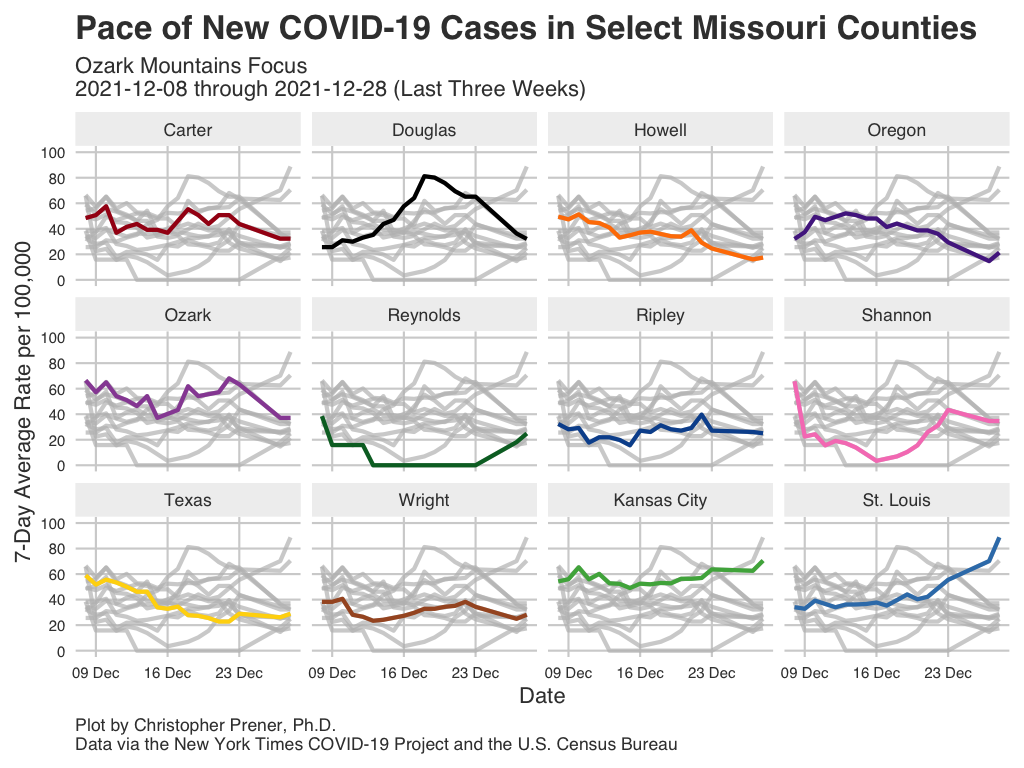 Pace of New COVID-19 Cases in Select Missouri Counties
Ozark Mountains Focus
2021-12-08 through 2021-12-28 (Last Three Weeks)
Carter Douglas Howell Oregon
100
80
60
40
20
0
Ozark Reynolds Ripley Shannon
100
80
60
40
20
0
Texas Wright Kansas City St. Louis
100
80
60
40
20
0
7-Day Average Rate per 100,000
09 Dec 16 Dec 23 Dec 09 Dec 16 Dec 23 Dec 09 Dec 16 Dec 23 Dec 09 Dec 16 Dec 23 Dec
Date
Plot by Christopher Prener, Ph.D.
Data via the New York Times COVID-19 Project and the U.S. Census Bureau